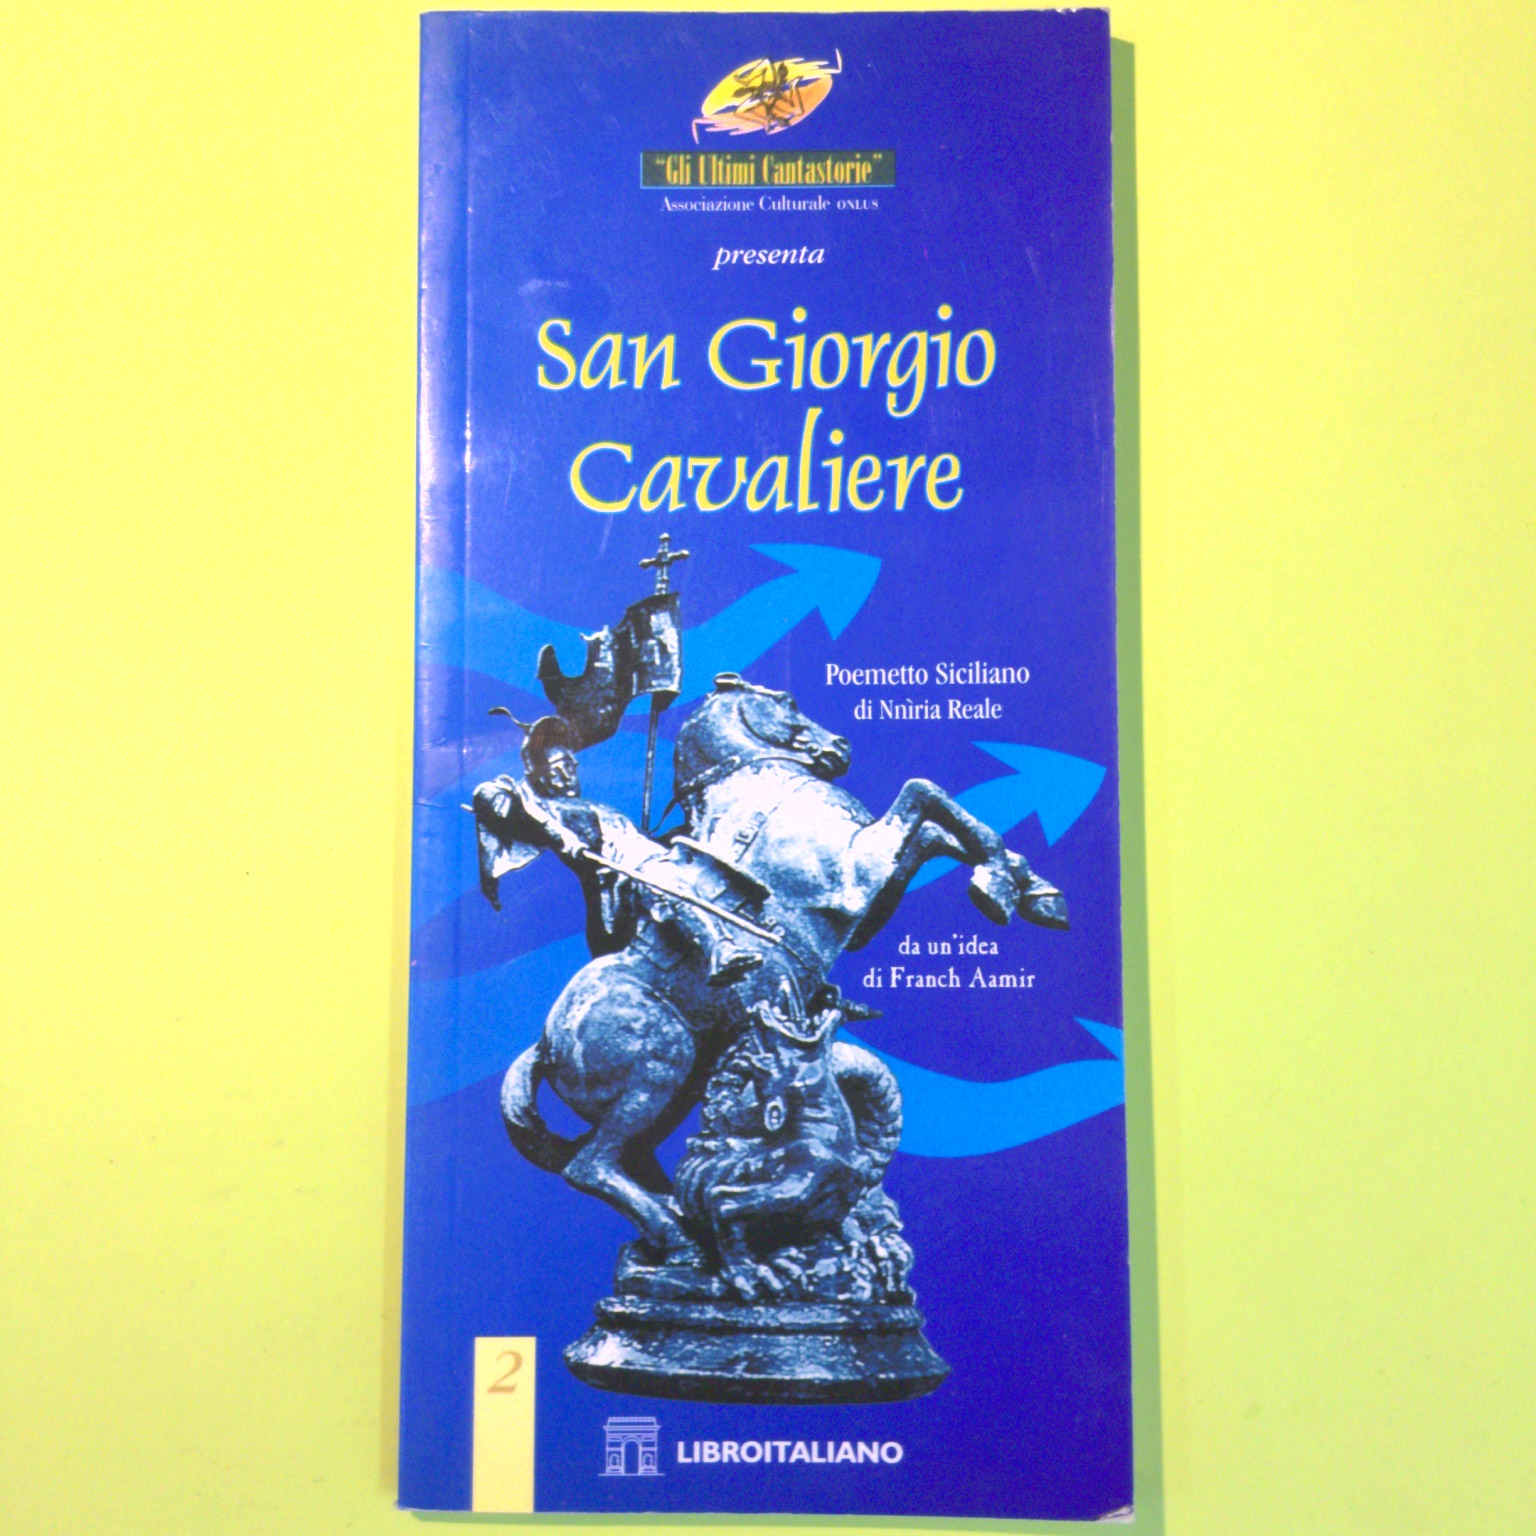 "Gli Ultimi Cantastorie"
Associazione Culturale ONLUS
presenta
San Giorgio
Cavaliere
Poemetto Siciliano
di Nnìria Reale
da un'idea
di Franch Aamir
2
LIBROITALIANO